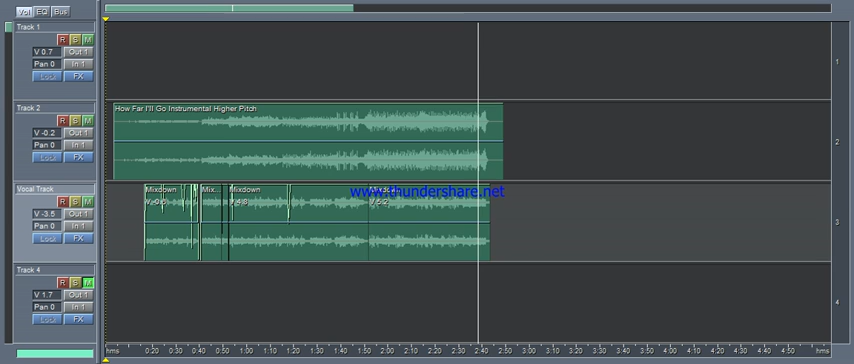 Vol EQ Bus
Track 1
R S M
V 0.7 Out 1
Pan 0 In 1
Lock FX
1
Track 2
R S M
V -0.2 Out 1
Pan 0 In 1
Lock FX
How Far I'll Go Instrumental Higher Pitch
2
Vocal Track
R S M
V -3.5 Out 1
Pan 0 In 1
Lock FX
Mixdown Mix... Mixdown
V 4.8 V 5.2
www.thundershare.net
3
Track 4
R S M
V 1.7 Out 1
Pan 0 In 1
Lock FX
4
hms 0:20 0:30 0:40 0:50 1:00 1:10 1:20 1:30 1:40 1:50 2:00 2:10 2:20 2:30 2:40 2:50 3:00 3:10 3:20 3:30 3:40 3:50 4:00 4:10 4:20 4:30 4:40 4:50 hms